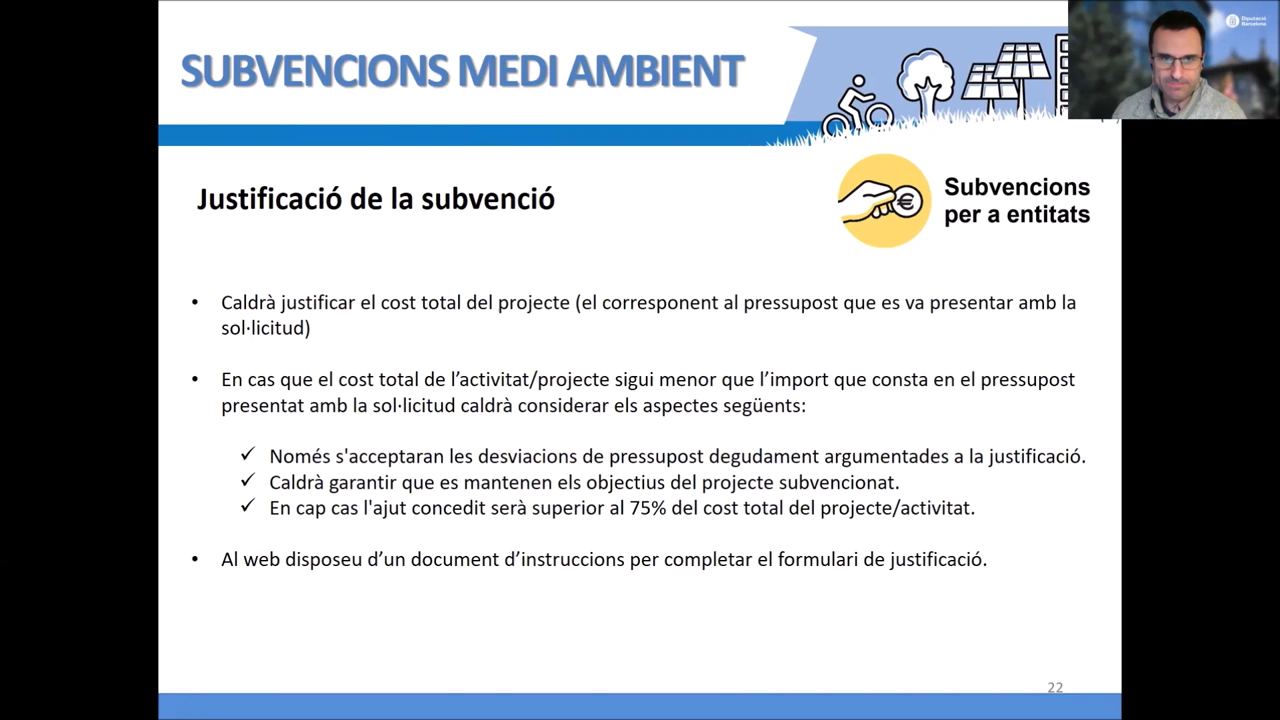 SUBVENCIONS MEDI AMBIENT
Diputació
Barcelona
Justificació de la subvenció
Subvencions
per a entitats
• Caldrà justificar el cost total del projecte (el corresponent al pressupost que es va presentar amb la
sol·licitud)
• En cas que el cost total de l’activitat/projecte sigui menor que l’import que consta en el pressupost
presentat amb la sol·licitud caldrà considerar els aspectes següents:
✓ Només s'acceptaran les desviacions de pressupost degudament argumentades a la justificació.
✓ Caldrà garantir que es mantenen els objectius del projecte subvencionat.
✓ En cap cas l'ajut concedit serà superior al 75% del cost total del projecte/activitat.
• Al web disposeu d’un document d’instruccions per completar el formulari de justificació.
22